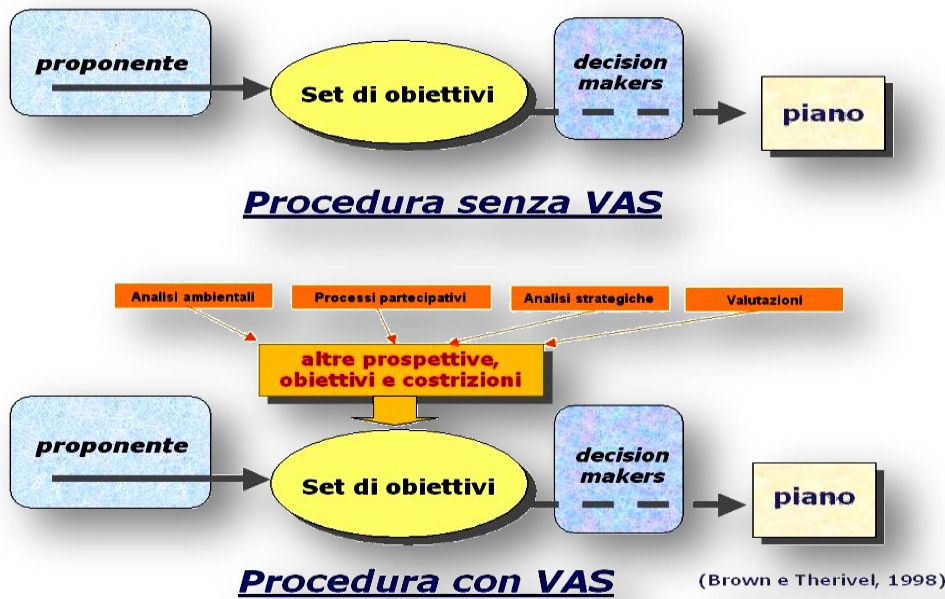 proponente
Set di obiettivi
decision
makers
piano
Procedura senza VAS
Analisi ambientali
Processi partecipativi
Analisi strategiche
Valutazioni
altre prospettive,
obiettivi e costrizioni
proponente
Set di obiettivi
decision
makers
piano
Procedura con VAS
(Brown e Therivel, 1998)